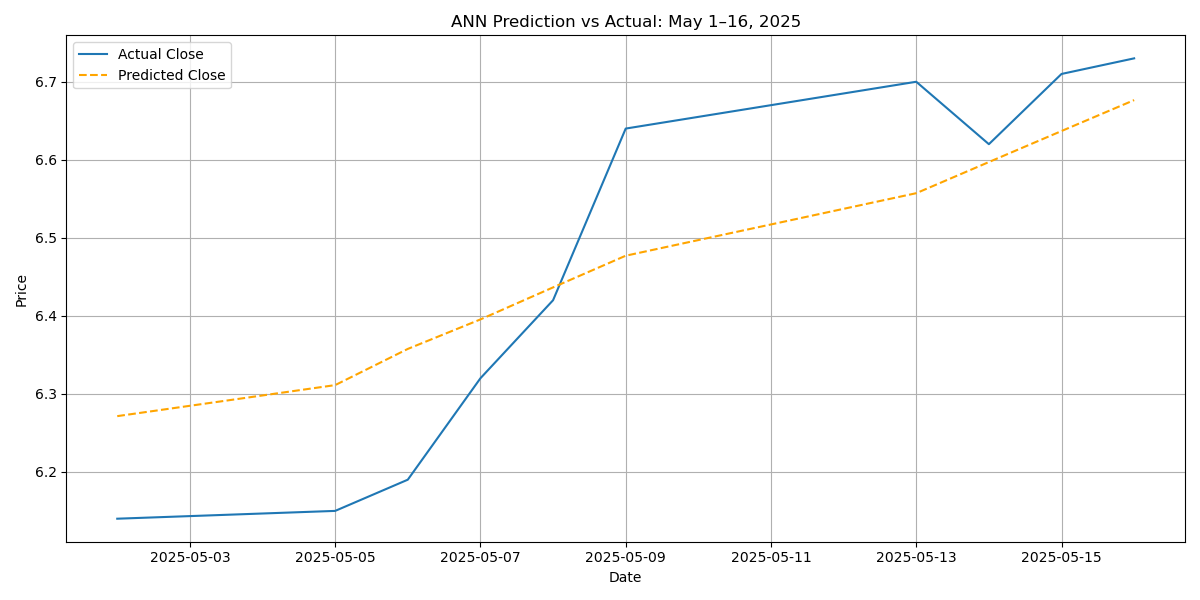 ANN Prediction vs Actual: May 1–16, 2025
Actual Close
Predicted Close
Price
6.7
6.6
6.5
6.4
6.3
6.2
2025-05-03 2025-05-05 2025-05-07 2025-05-09 2025-05-11 2025-05-13 2025-05-15
Date